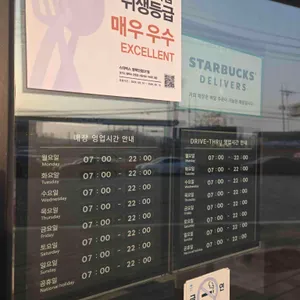 위생등급
매우우수
EXCELLENT
STARBUCKS
DELIVERS
매장 영업시간 안내
월요일 07 : 00 - 22 : 00
Monday
화요일 07 : 00 - 22 : 00
Tuesday
수요일 07 : 00 - 22 : 00
Wednesday
목요일 07 : 00 - 22 : 00
Thursday
금요일 07 : 00 - 22 : 00
Friday
토요일 07 : 00 - 22 : 00
Saturday
일요일 07 : 00 - 22 : 00
Sunday
공휴일 07 : 00 - 22 : 00
National holiday
DRIVE-THRU 영업시간 안내
월요일 07 : 00 - 22 : 00
화요일 07 : 00 - 22 : 00
수요일 07 : 00 - 22 : 00
목요일 07 : 00 - 22 : 00
금요일 07 : 00 - 22 : 00
토요일 07 : 00 - 22 : 00
일요일 07 : 00 - 22 : 00
공휴일 07 : 00 - 22 : 00